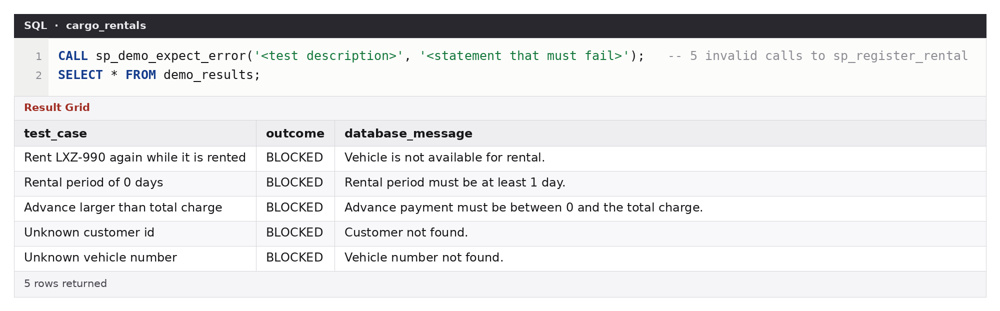 SQL · cargo_rentals
1 CALL sp_demo_expect_error('<test description>', '<statement that must fail>'); -- 5 invalid calls to sp_register_rental
2 SELECT * FROM demo_results;
Result Grid
test_case outcome database_message
Rent LXZ-990 again while it is rented BLOCKED Vehicle is not available for rental.
Rental period of 0 days BLOCKED Rental period must be at least 1 day.
Advance larger than total charge BLOCKED Advance payment must be between 0 and the total charge.
Unknown customer id BLOCKED Customer not found.
Unknown vehicle number BLOCKED Vehicle number not found.
5 rows returned